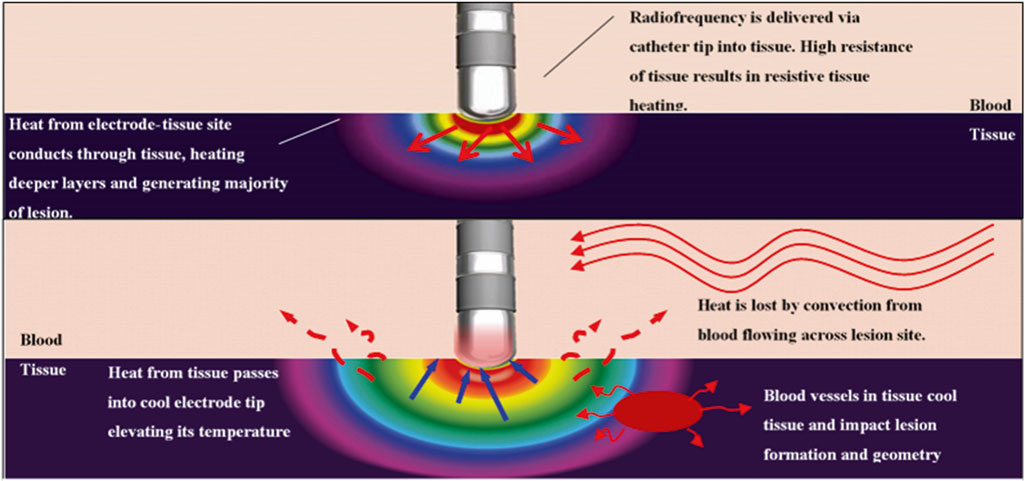 Radiofrequency is delivered via
catheter tip into tissue. High resistance
of tissue results in resistive tissue
heating.
Blood
Tissue
Heat from electrode-tissue site
conducts through tissue, heating
deeper layers and generating majority
of lesion.
Heat is lost by convection from
blood flowing across lesion site.
Blood
Tissue
Heat from tissue passes
into cool electrode tip
elevating its temperature
Blood vessels in tissue cool
tissue and impact lesion
formation and geometry